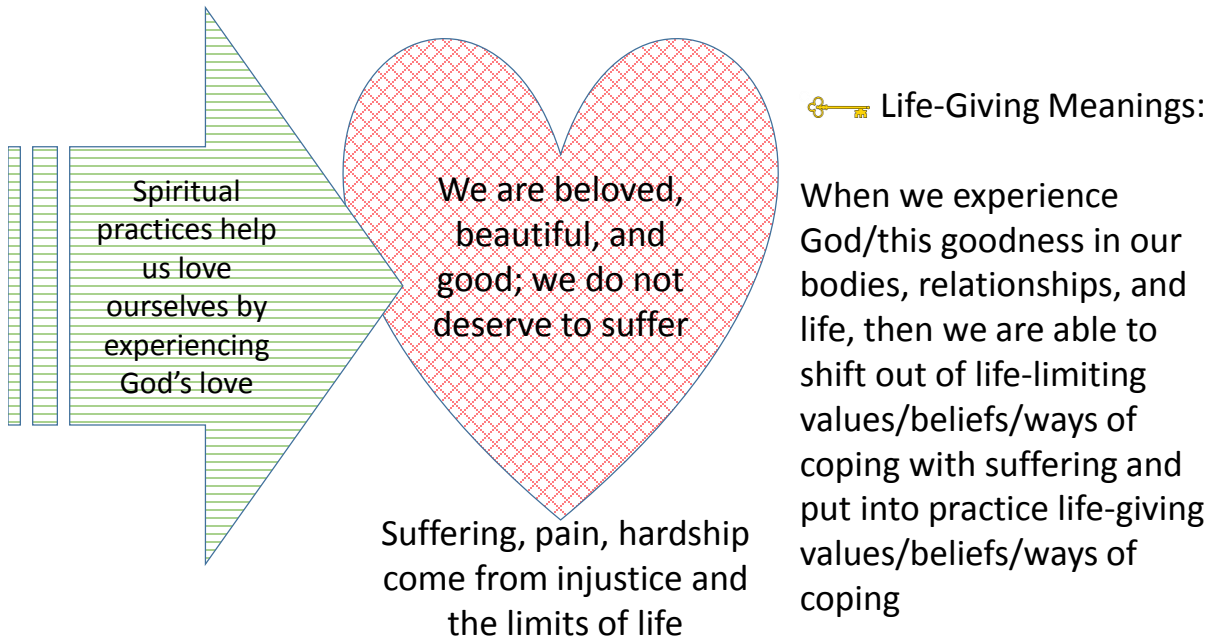 Spiritual
practices help
us love
ourselves by
experiencing
God's love
We are beloved,
beautiful, and
good; we do not
deserve to suffer
Suffering, pain, hardship
come from injustice and
the limits of life
Life-Giving Meanings:
When we experience
God/this goodness in our
bodies, relationships, and
life, then we are able to
shift out of life-limiting
values/beliefs/ways of
coping with suffering and
put into practice life-giving
values/beliefs/ways of
coping